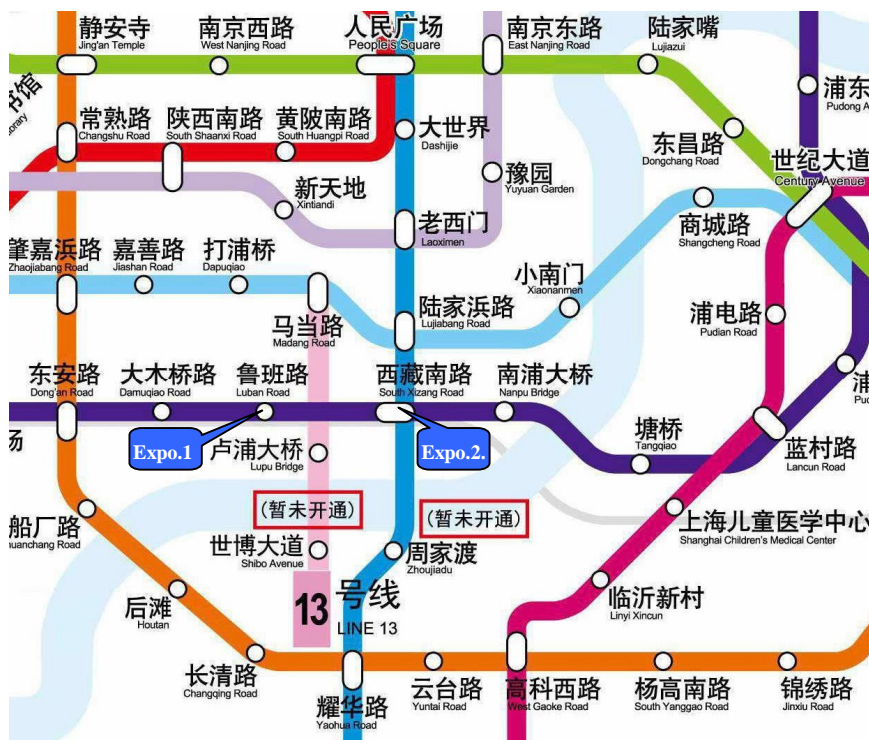 静安寺
Jing'an Temple
南京西路
West Nanjing Road
人民广场
People's Square
南京东路
East Nanjing Road
陆家嘴
Lujiazui
书馆
ibrary
浦东
Pudong A
常熟路
Changshu Road
陕西南路
South Shaanxi Road
黄陂南路
South Huangpi Road
大世界
Dashijie
东昌路
Dongchang Road
世纪大道
Century Avenue
豫园
Yuyuan Garden
新天地
Xintiandi
老西门
Laoximen
商城路
Shangcheng Road
肇嘉浜路
Zhaojiabang Road
嘉善路
Jiashan Road
打浦桥
Dapuqiao
小南门
Xiaonanmen
马当路
Madang Road
陆家浜路
Lujiabang Road
浦电路
Pudian Road
东安路
Dong'an Road
大木桥路
Damuqiao Road
鲁班路
Luban Road
西藏南路
South Xizang Road
南浦大桥
Nanpu Bridge
浦
Pu
场
Expo.1
卢浦大桥
Lupu Bridge
Expo.2.
塘桥
Tangqiao
蓝村路
Lancun Road
(暂未开通)
(暂未开通)
船厂路
huanchang Road
上海儿童医学中心
Shanghai Children's Medical Center
世博大道
Shibo Avenue
周家渡
Zhoujiadu
后滩
Houtan
13号线
LINE 13
临沂新村
Linyi Xincun
长清路
Changqing Road
耀华路
Yaohua Road
云台路
Yuntai Road
高科西路
West Gaoke Road
杨高南路
South Yanggao Road
锦绣路
Jinxiu Road